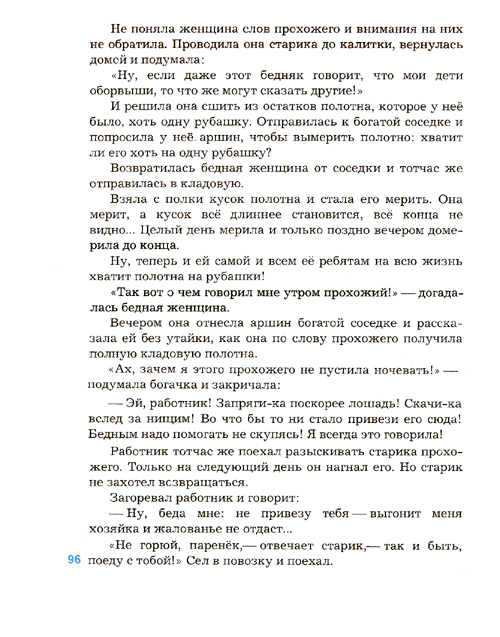 Не поняла женщина слов прохожего и внимания на них
не обратила. Проводила она старика до калитки, вернулась
домой и подумала:
«Ну, если даже этот бедняк говорит, что мои дети
оборвыши, то что же могут сказать другие!»
И решила она сшить из остатков полотна, которое у неё
было, хоть одну рубашку. Отправилась к богатой соседке и
попросила у неё аршин, чтобы вымерить полотно: хватит
ли его хоть на одну рубашку?
Возвратилась бедная женщина от соседки и тотчас же
отправилась в кладовую.
Взяла с полки кусок полотна и стала его мерить. Она
мерит, а кусок всё длиннее становится, всё конца не
видно... Целый день мерила и только поздно вечером доме-
рила до конца.
Ну, теперь и ей самой и всем её ребятам на всю жизнь
хватит полотна на рубашки!
«Так вот о чем говорил мне утром прохожий!» — догада-
лась бедная женщина.
Вечером она отнесла аршин богатой соседке и расска-
зала ей без утайки, как она по слову прохожего получила
полную кладовую полотна.
«Ах, зачем я этого прохожего не пустила ночевать!» —
подумала богачка и закричала:
— Эй, работник! Запряги-ка поскорее лошадь! Скачи-ка
вслед за нищим! Во что бы то ни стало привези его сюда!
Бедным надо помогать не скупясь! Я всегда это говорила!
Работник тотчас же поехал разыскивать старика прохо-
жего. Только на следующий день он нагнал его. Но старик
не захотел возвращаться.
Загоревал работник и говорит:
— Ну, беда мне: не привезу тебя — выгонит меня
хозяйка и жалованье не отдаст...
«Не горюй, паренёк,— отвечает старик,— так и быть,
96 поеду с тобой!» Сел в повозку и поехал.